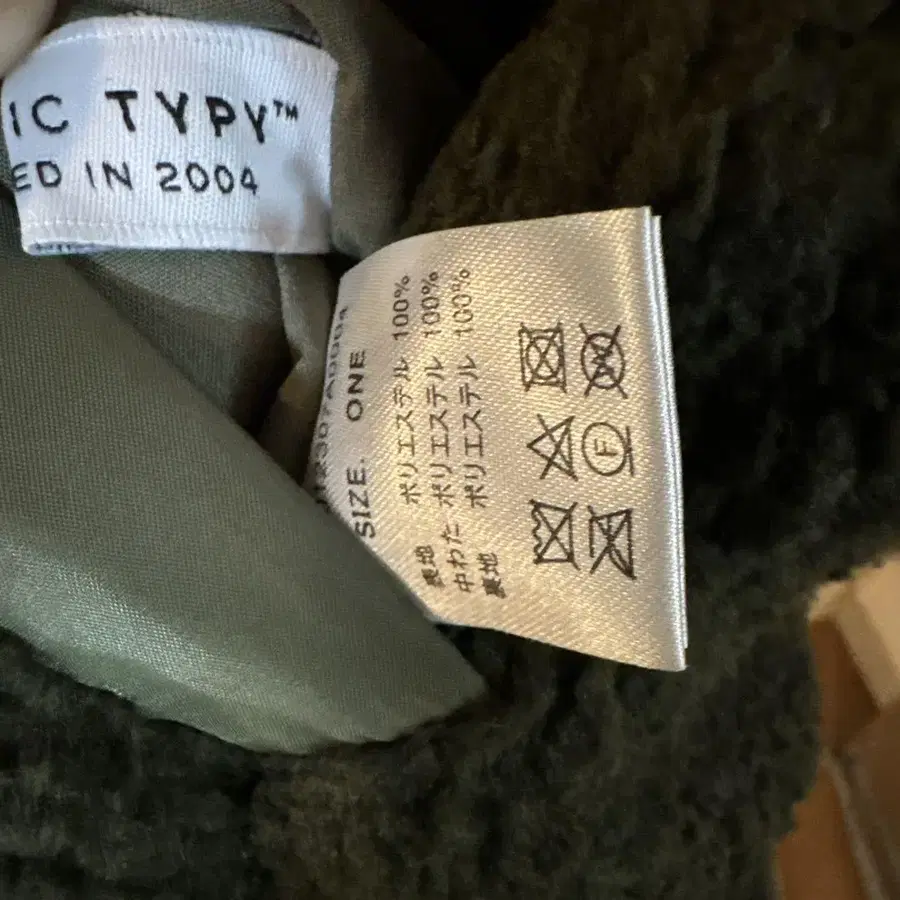 IC TYPY™
ED IN 2004
SIZE. ONE
表地 ポリエステル 100%
中わた ポリエステル 100%
裏地 ポリエステル 100%
W
F